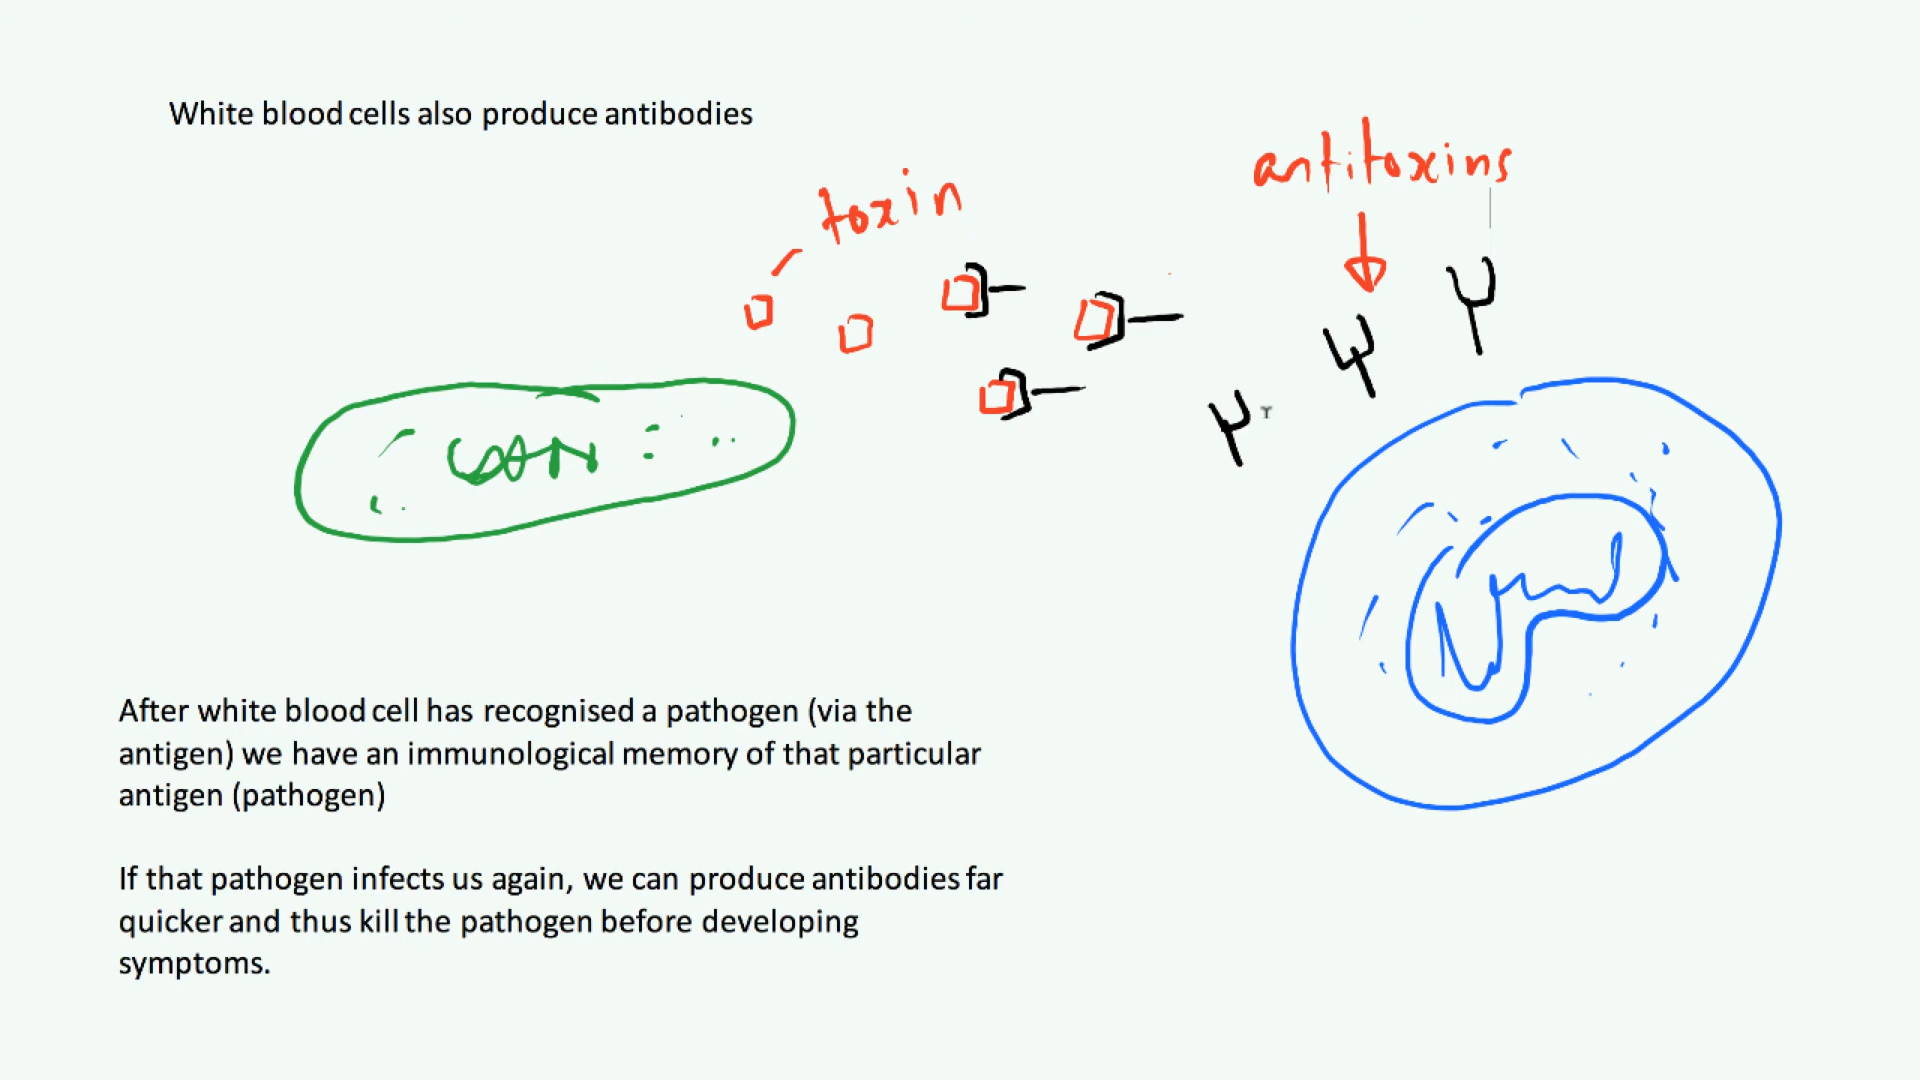 White blood cells also produce antibodies
antitoxins
toxin
After white blood cell has recognised a pathogen (via the
antigen) we have an immunological memory of that particular
antigen (pathogen)
If that pathogen infects us again, we can produce antibodies far
quicker and thus kill the pathogen before developing
symptoms.